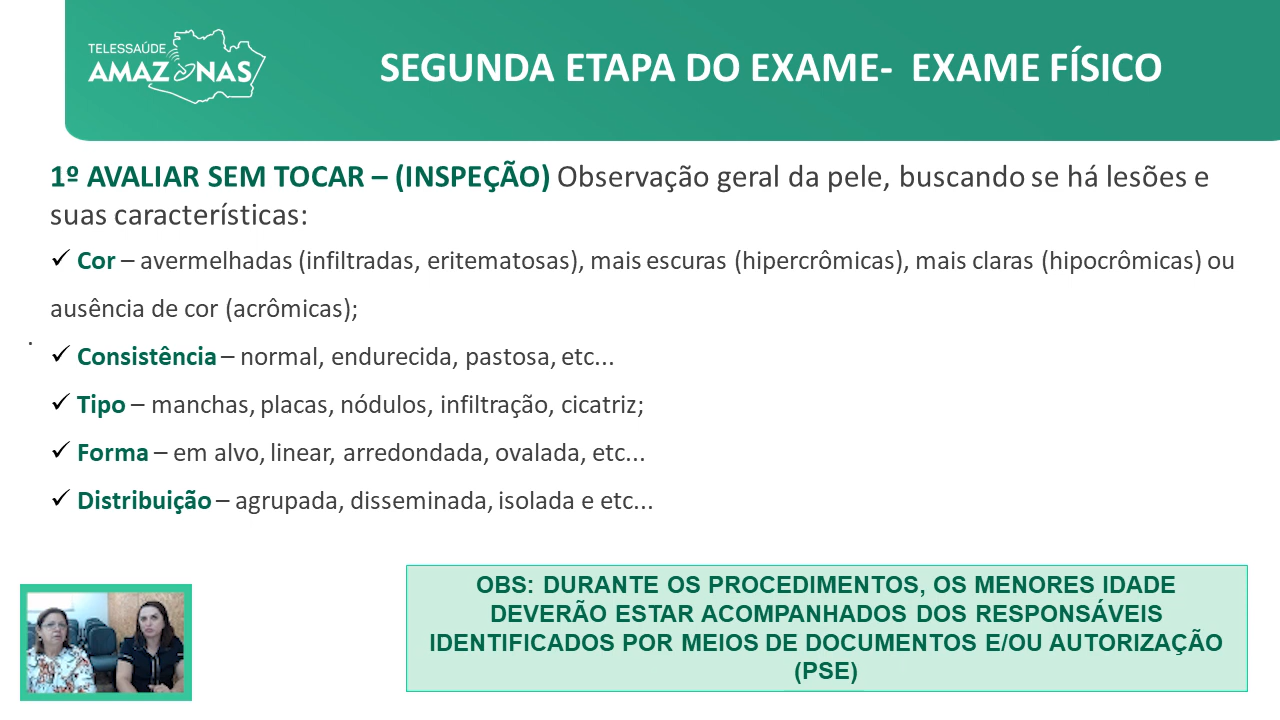 TELESSAÚDE
AMAZONAS
SEGUNDA ETAPA DO EXAME- EXAME FÍSICO
1º AVALIAR SEM TOCAR – (INSPEÇÃO) Observação geral da pele, buscando se há lesões e
suas características:
✓ Cor – avermelhadas (infiltradas, eritematosas), mais escuras (hipercrômicas), mais claras (hipocrômicas) ou
ausência de cor (acrômicas);
.
✓ Consistência – normal, endurecida, pastosa, etc...
✓ Tipo – manchas, placas, nódulos, infiltração, cicatriz;
✓ Forma – em alvo, linear, arredondada, ovalada, etc...
✓ Distribuição – agrupada, disseminada, isolada e etc...
OBS: DURANTE OS PROCEDIMENTOS, OS MENORES IDADE
DEVERÃO ESTAR ACOMPANHADOS DOS RESPONSÁVEIS
IDENTIFICADOS POR MEIOS DE DOCUMENTOS E/OU AUTORIZAÇÃO
(PSE)